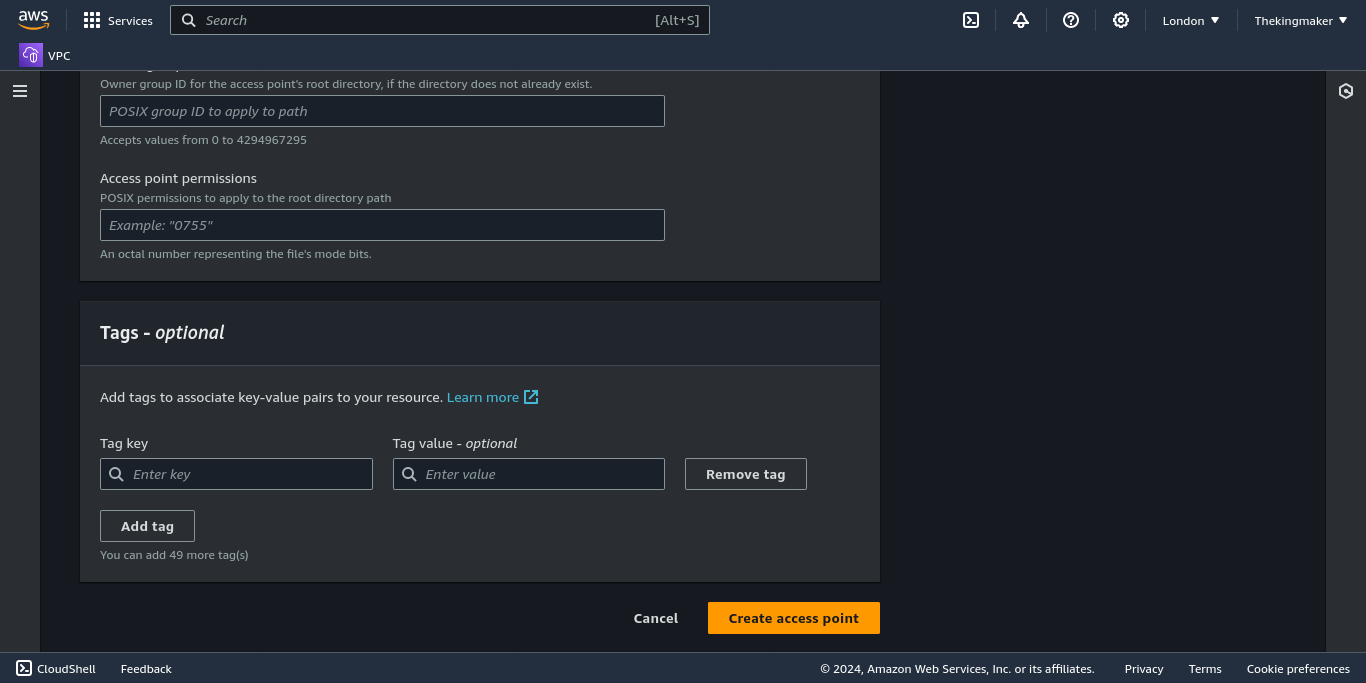 aws
Services
Search
[Alt+S]
London
Thekingmaker
VPC
Owner group ID for the access point's root directory, if the directory does not already exist.
POSIX group ID to apply to path
Accepts values from 0 to 4294967295
Access point permissions
POSIX permissions to apply to the root directory path
Example: "0755"
An octal number representing the file's mode bits.
Tags - optional
Add tags to associate key-value pairs to your resource. Learn more
Tag key
Tag value - optional
Enter key
Enter value
Remove tag
Add tag
You can add 49 more tag(s)
Cancel
Create access point
CloudShell
Feedback
© 2024, Amazon Web Services, Inc. or its affiliates.
Privacy
Terms
Cookie preferences